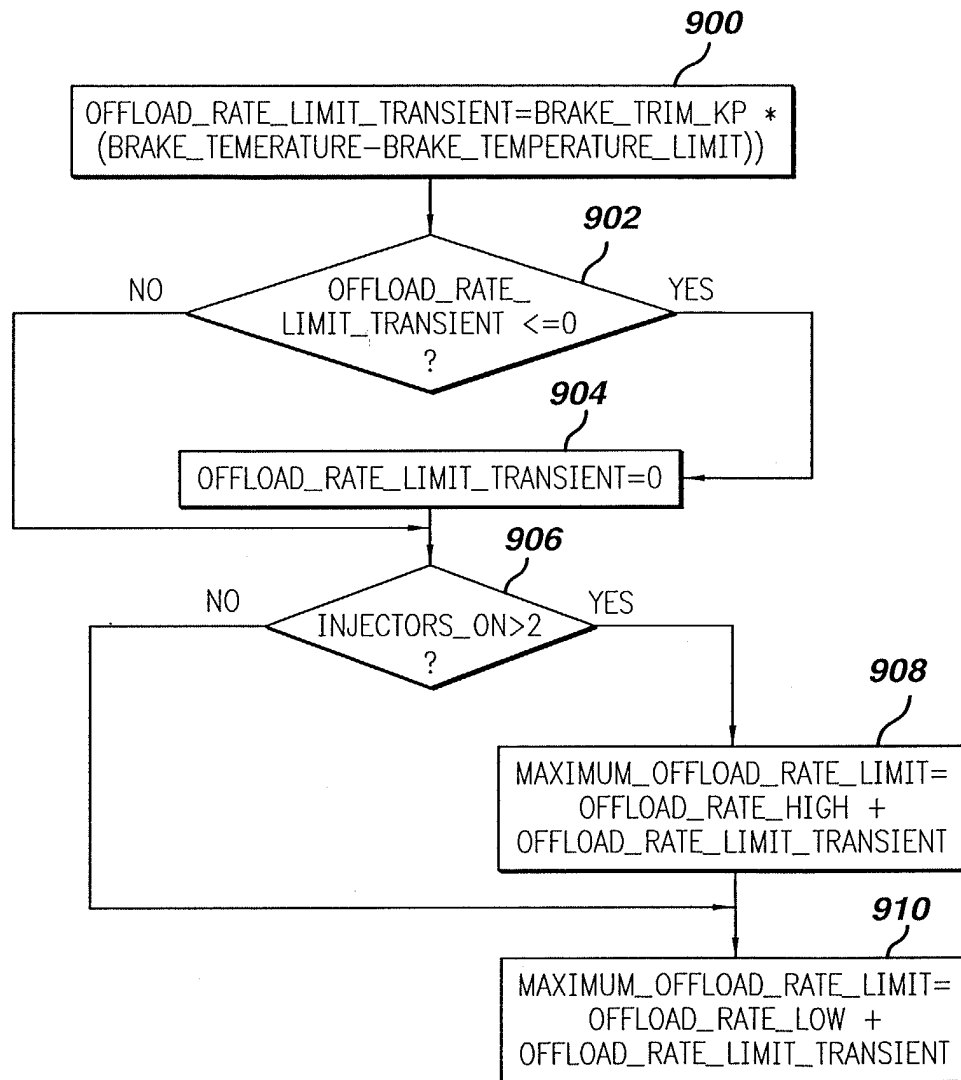 900
OFFLOAD_RATE_LIMIT_TRANSIENT=BRAKE_TRIM_KP *
(BRAKE_TEMERATURE-BRAKE_TEMPERATURE_LIMIT))
902
NO
OFFLOAD_RATE_
LIMIT_TRANSIENT <=0
?
YES
904
OFFLOAD_RATE_LIMIT_TRANSIENT=0
906
NO
INJECTORS_ON>2
?
YES
908
MAXIMUM_OFFLOAD_RATE_LIMIT=
OFFLOAD_RATE_HIGH +
OFFLOAD_RATE_LIMIT_TRANSIENT
910
MAXIMUM_OFFLOAD_RATE_LIMIT=
OFFLOAD_RATE_LOW +
OFFLOAD_RATE_LIMIT_TRANSIENT